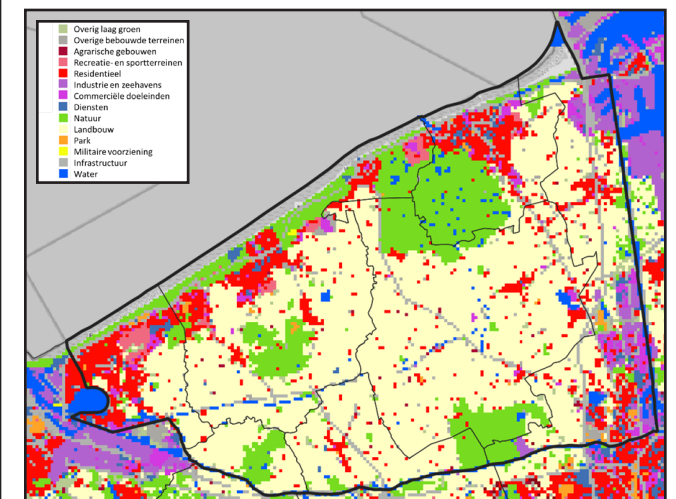 Overig laag groen
Overige bebouwde terreinen
Agrarische gebouwen
Recreatie- en sportterreinen
Residentieel
Industrie en zeehavens
Commerciële doeleinden
Diensten
Natuur
Landbouw
Park
Militaire voorziening
Infrastructuur
Water